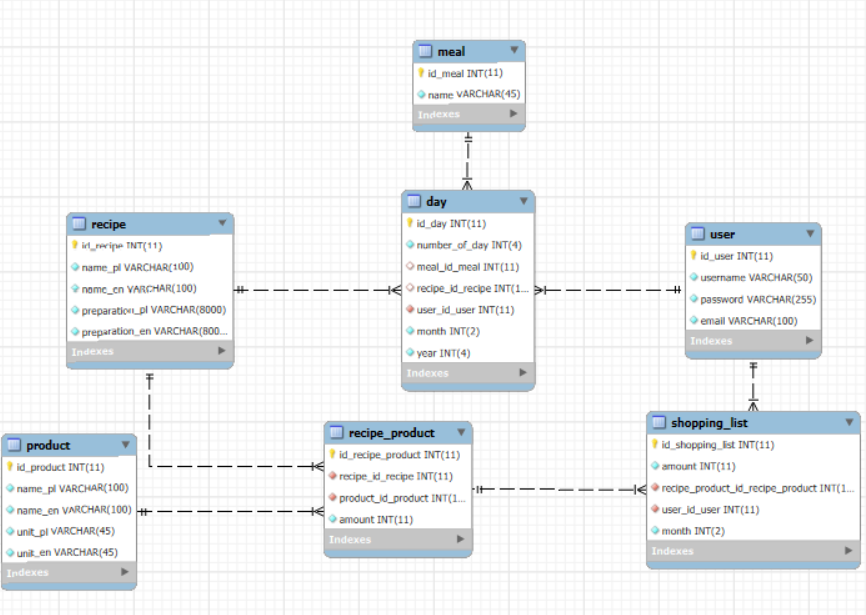 meal
id_meal INT(11)
name VARCHAR(45)
Indexes
day
id_day INT(11)
number_of_day INT(4)
meal_id_meal INT(11)
recipe_id_recipe INT(1...
user_id_user INT(11)
month INT(2)
year INT(4)
Indexes
recipe
id_recipe INT(11)
name_pl VARCHAR(100)
name_en VARCHAR(100)
preparation_pl VARCHAR(8000)
preparation_en VARCHAR(800...
Indexes
user
id_user INT(11)
username VARCHAR(50)
password VARCHAR(255)
email VARCHAR(100)
Indexes
product
id_product INT(11)
name_pl VARCHAR(100)
name_en VARCHAR(100)
unit_pl VARCHAR(45)
unit_en VARCHAR(45)
Indexes
recipe_product
id_recipe_product INT(11)
recipe_id_recipe INT(11)
product_id_product INT(1...
amount INT(11)
Indexes
shopping_list
id_shopping_list INT(11)
amount INT(11)
recipe_product_id_recipe_product INT(1...
user_id_user INT(11)
month INT(2)
Indexes